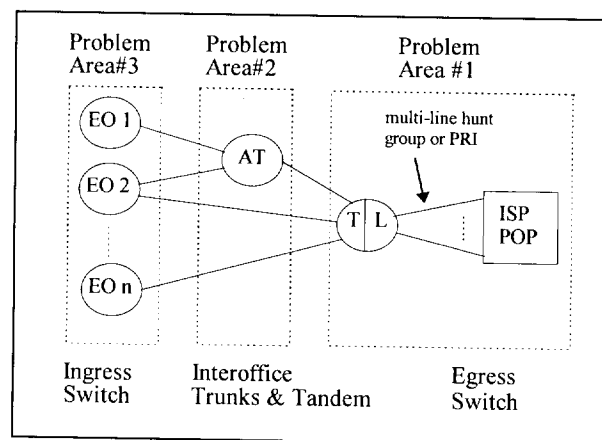 Problem
Area#3
Problem
Area#2
Problem
Area #1
EO 1
EO 2
EO n
AT
multi-line hunt
group or PRI
T L
ISP
POP
Ingress
Switch
Interoffice
Trunks & Tandem
Egress
Switch